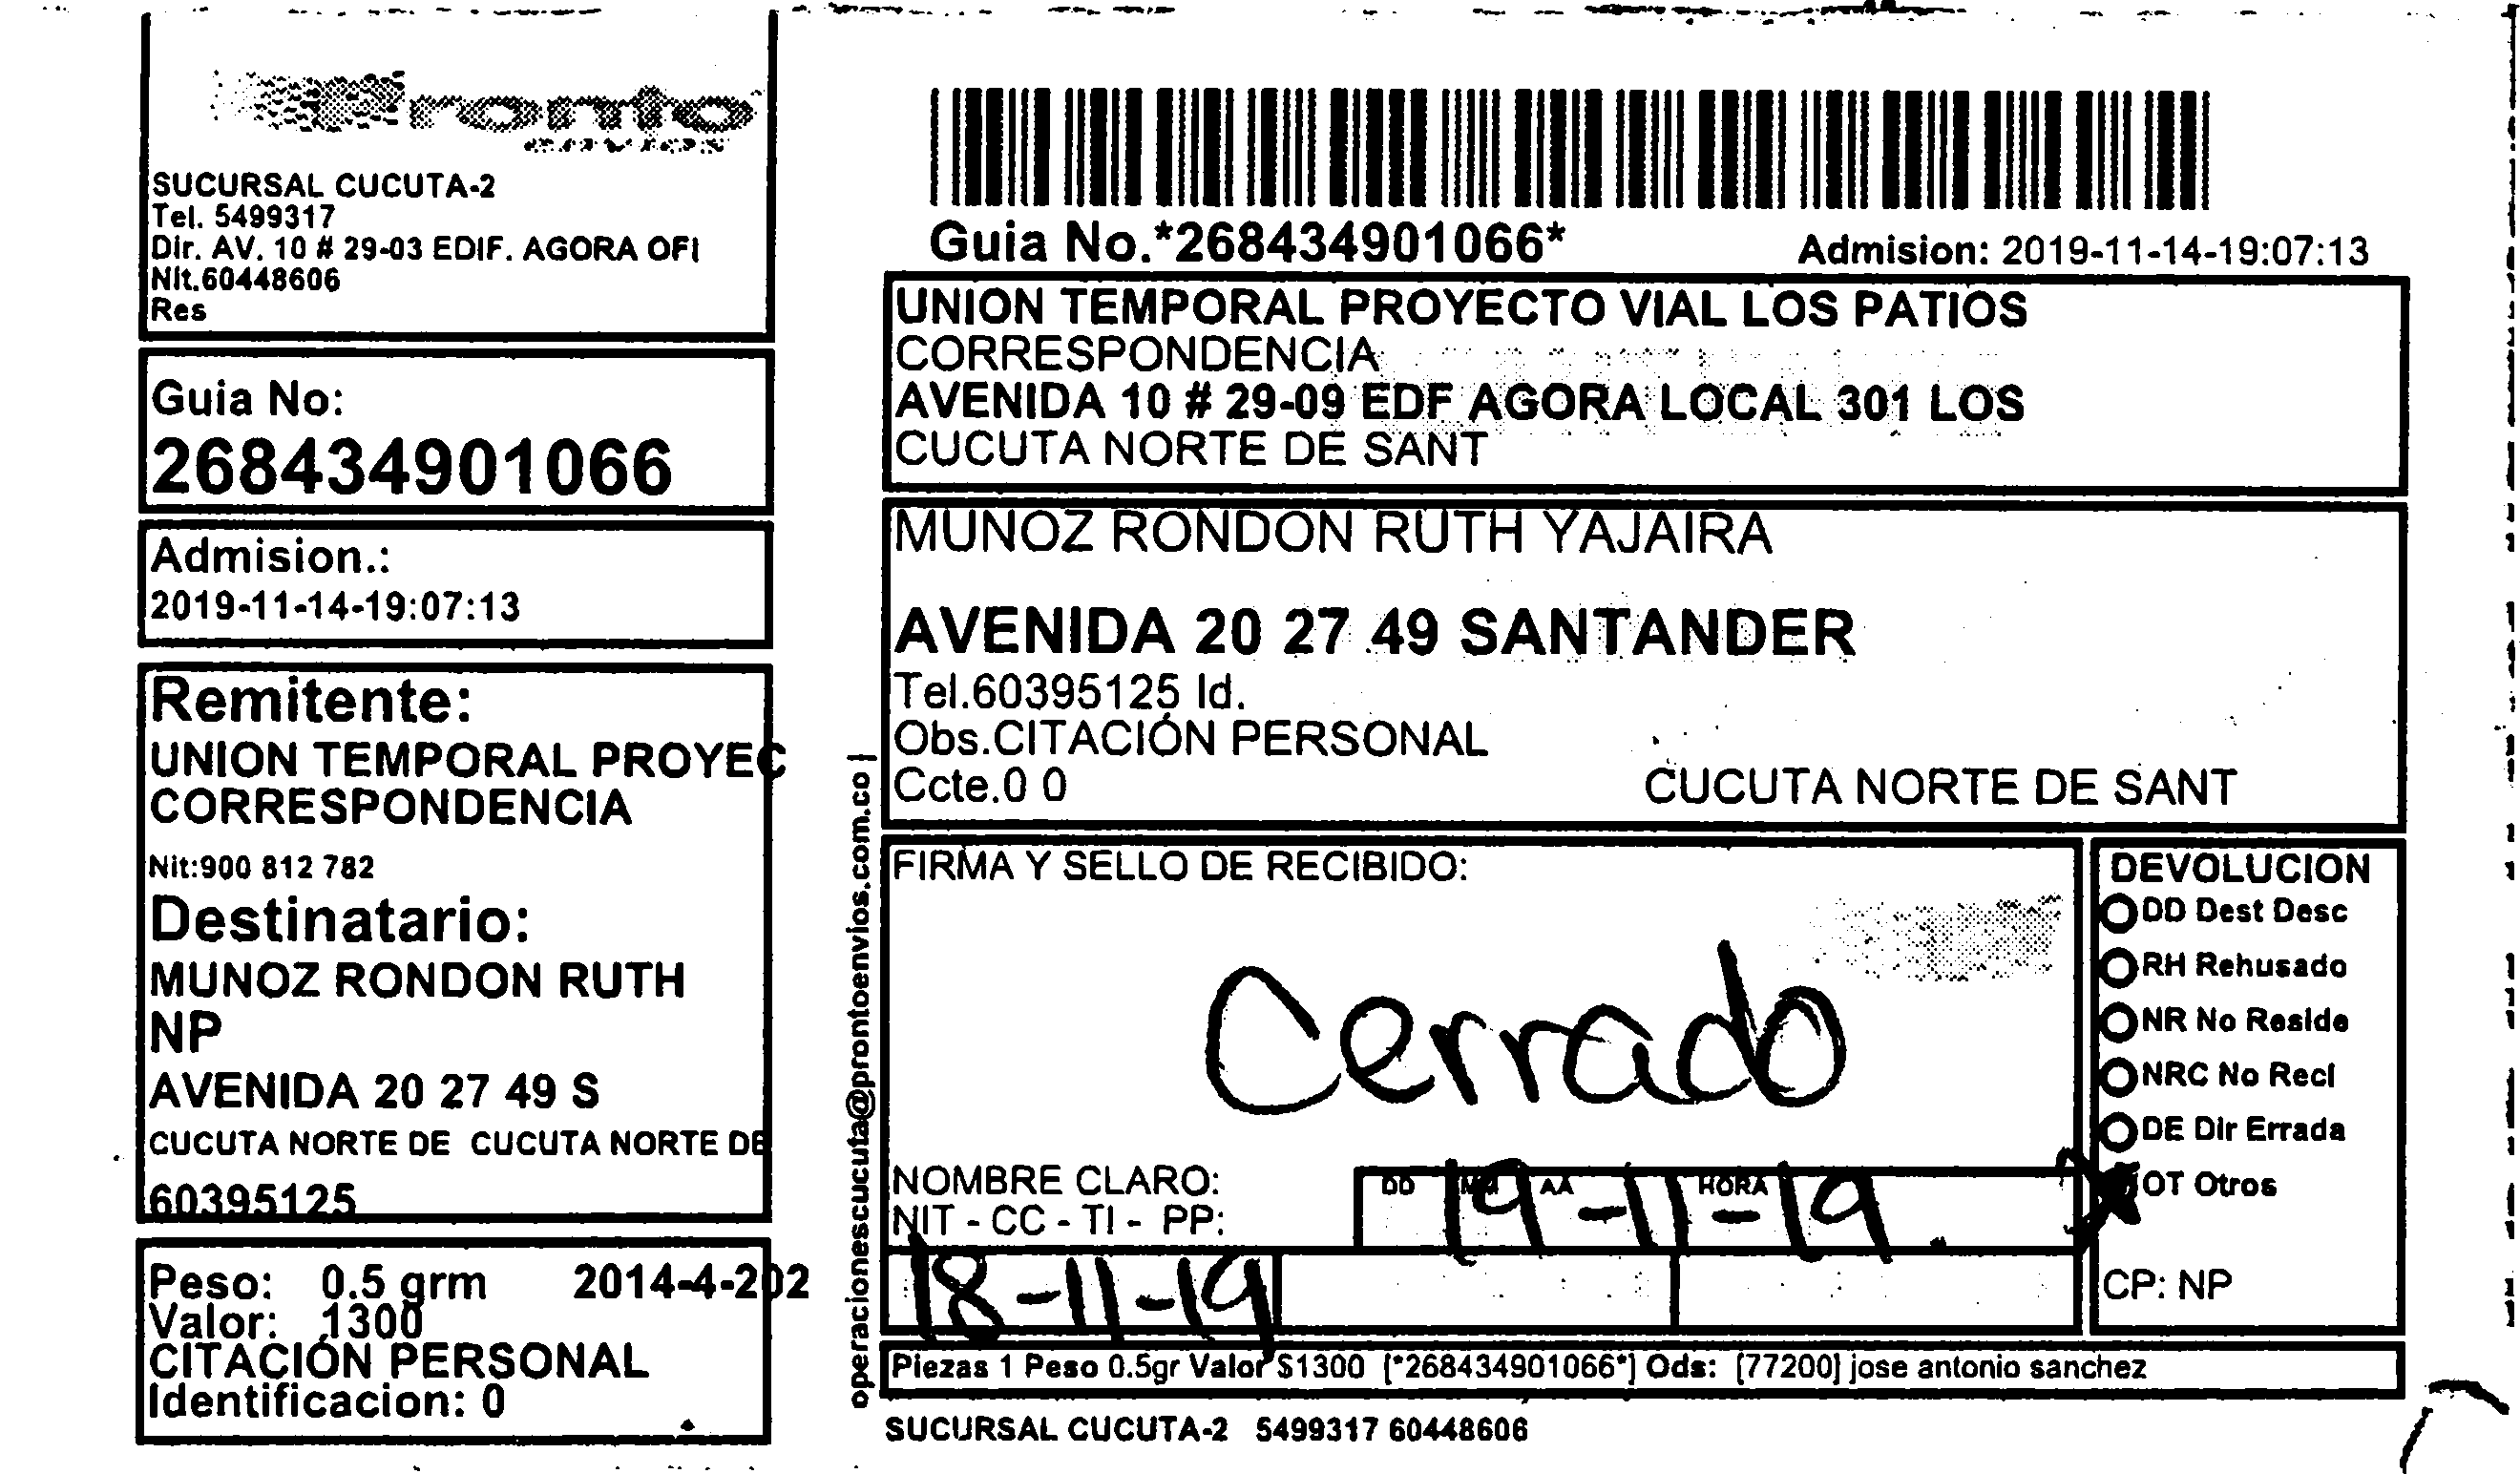 Pronto
envios
SUCURSAL CUCUTA-2
Tel. 5499317
Dir. AV. 10 # 29-03 EDIF. AGORA OFI
Nit.60448606
Res
Guia No:
268434901066
Admision.:
2019-11-14-19:07:13
Remitente:
UNION TEMPORAL PROYEC
CORRESPONDENCIA
Nit:900 812 782
Destinatario:
MUNOZ RONDON RUTH
NP
AVENIDA 20 27 49 S
CUCUTA NORTE DE CUCUTA NORTE DE
60395125
Peso: 0.5 grm 2014-4-202
Valor: 1300
CITACIÓN PERSONAL
Identificacion: 0
operacionescucuta@prontoenvios.com.co |
Guia No.*268434901066*
Admision: 2019-11-14-19:07:13
UNION TEMPORAL PROYECTO VIAL LOS PATIOS
CORRESPONDENCIA
AVENIDA 10 # 29-09 EDF AGORA LOCAL 301 LOS
CUCUTA NORTE DE SANT
MUNOZ RONDON RUTH YAJAIRA
AVENIDA 20 27 49 SANTANDER
Tel.60395125 Id.
Obs.CITACIÓN PERSONAL
Ccte.0 0 CUCUTA NORTE DE SANT
FIRMA Y SELLO DE RECIBIDO:
Cerrado
NOMBRE CLARO:
NIT - CC - TI - PP:
DD MM AA HORA
19-11-19
18-11-19
DEVOLUCION
DD Dest Desc
RH Rehusado
NR No Reside
NRC No Recl
DE Dir Errada
OT Otros
CP: NP
Piezas 1 Peso 0.5gr Valor $1300 [*268434901066*] Ods: [77200] jose antonio sanchez
SUCURSAL CUCUTA-2 5499317 60448606